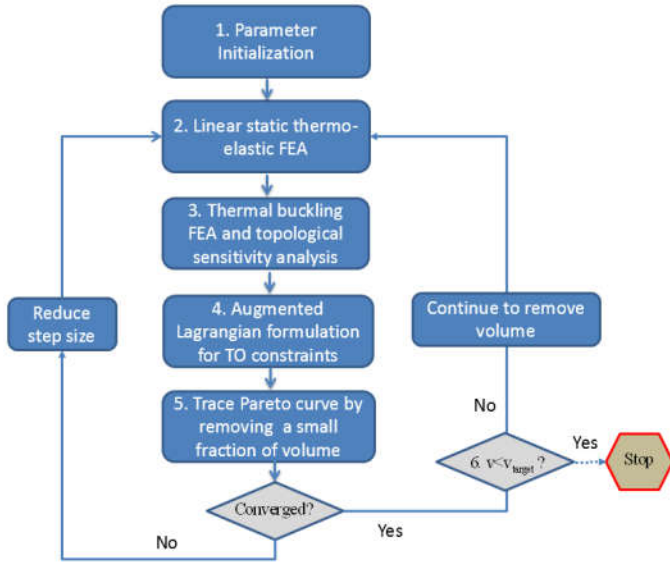 1. Parameter
Initialization
2. Linear static thermo-
elastic FEA
3. Thermal buckling
FEA and topological
sensitivity analysis
Reduce
step size
4. Augmented
Lagrangian formulation
for TO constraints
Continue to remove
volume
5. Trace Pareto curve by
removing a small
fraction of volume
No
Yes
6. v<v_target ?
Stop
Converged?
Yes
No